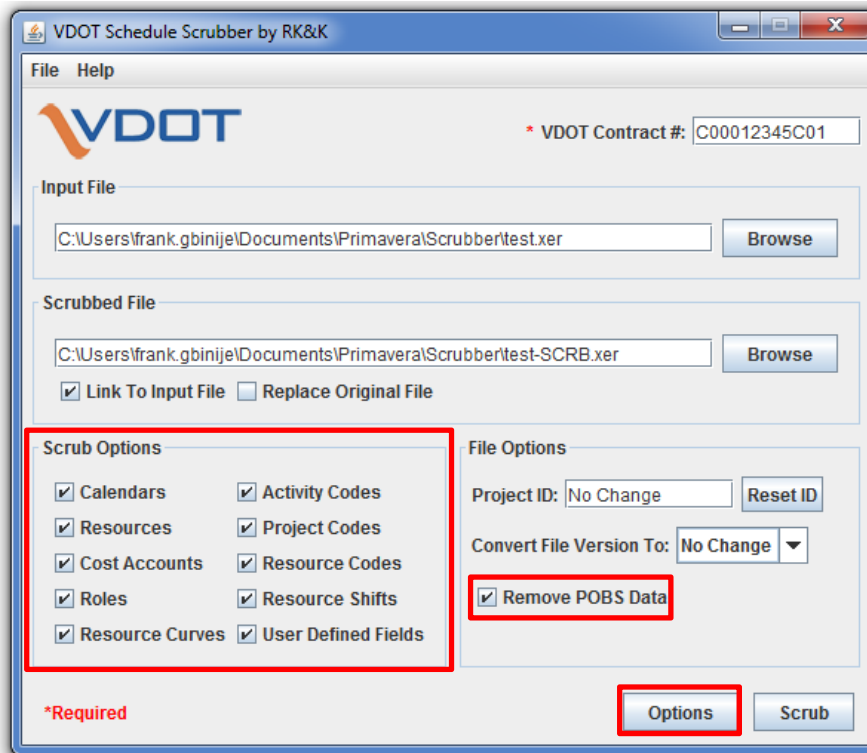 VDOT Schedule Scrubber by RK&K
File Help
VDOT
* VDOT Contract #: C00012345C01
Input File
C:\Users\frank.gbinije\Documents\Primavera\Scrubber\test.xer Browse
Scrubbed File
C:\Users\frank.gbinije\Documents\Primavera\Scrubber\test-SCRB.xer Browse
Link To Input File Replace Original File
Scrub Options
Calendars Activity Codes
Resources Project Codes
Cost Accounts Resource Codes
Roles Resource Shifts
Resource Curves User Defined Fields
File Options
Project ID: No Change Reset ID
Convert File Version To: No Change
Remove POBS Data
*Required Options Scrub